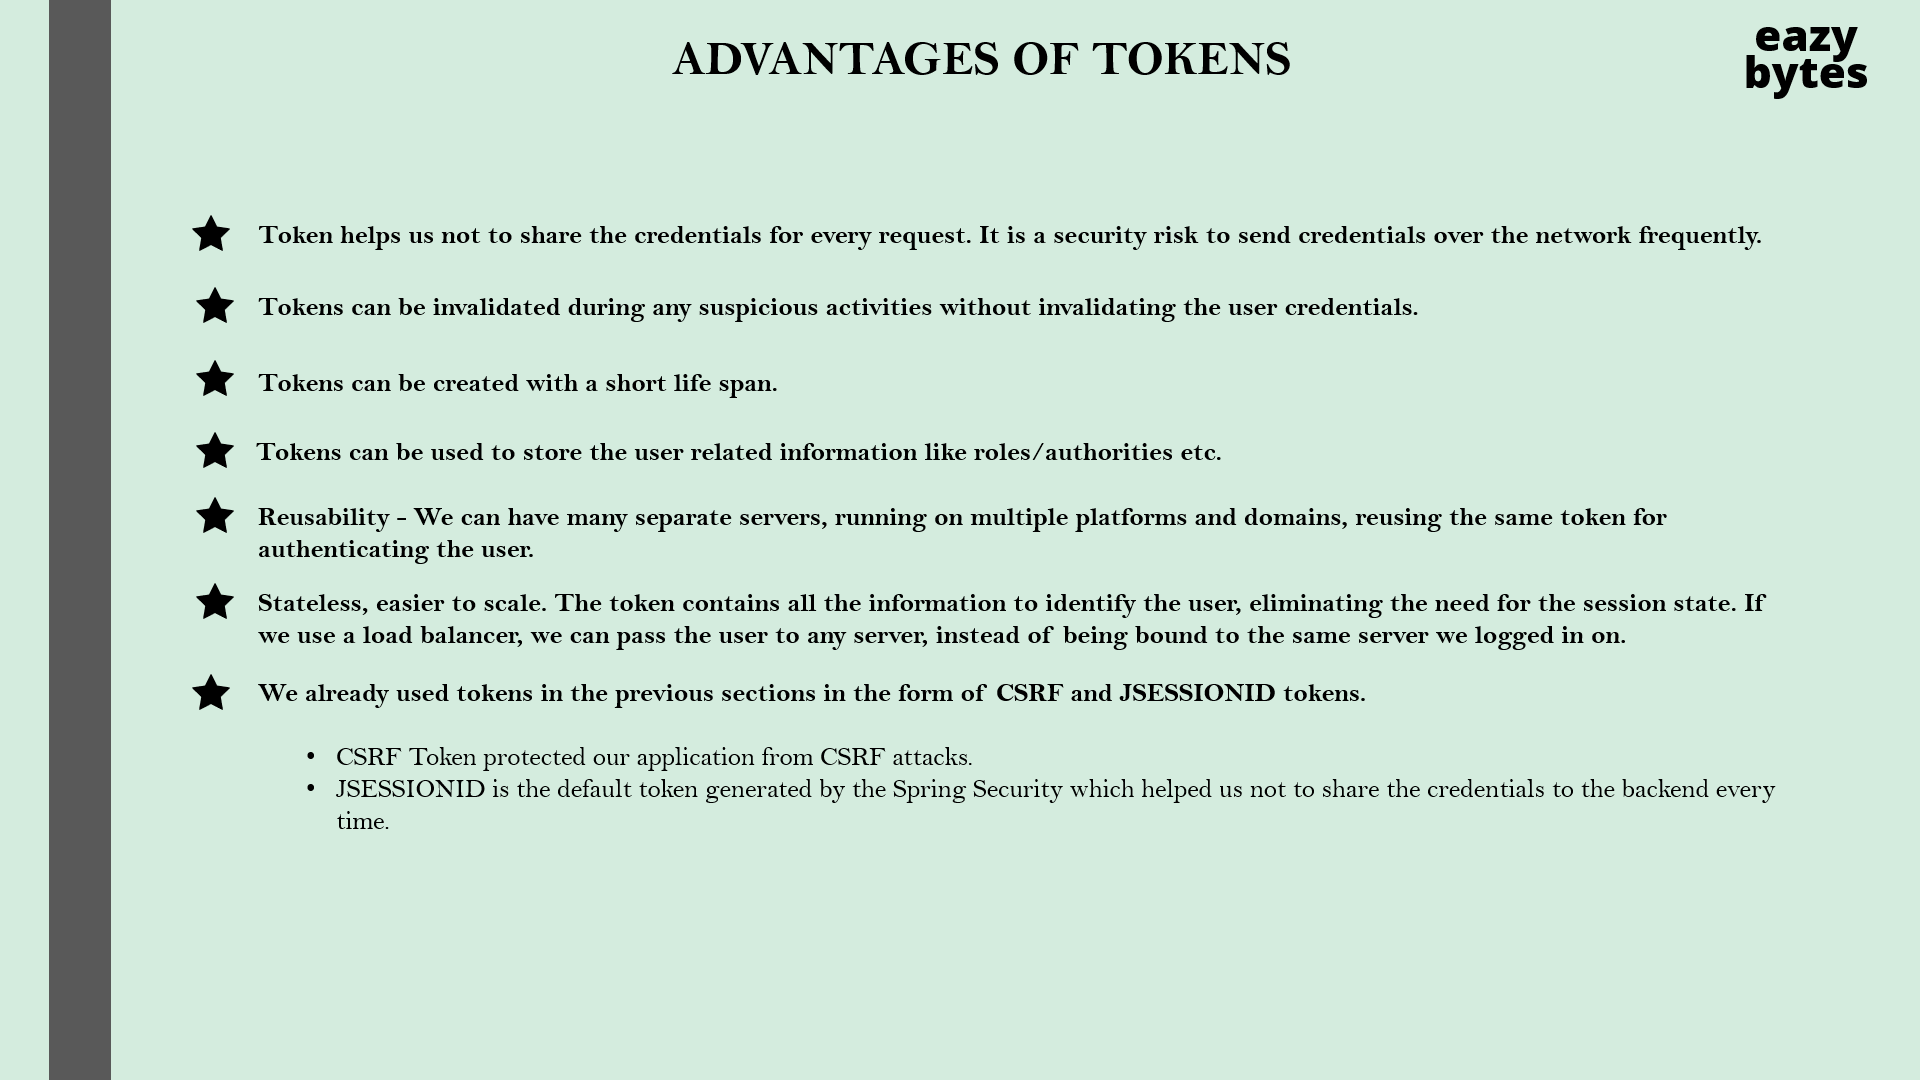 ADVANTAGES OF TOKENS
eazy
bytes
Token helps us not to share the credentials for every request. It is a security risk to send credentials over the network frequently.
Tokens can be invalidated during any suspicious activities without invalidating the user credentials.
Tokens can be created with a short life span.
Tokens can be used to store the user related information like roles/authorities etc.
Reusability - We can have many separate servers, running on multiple platforms and domains, reusing the same token for
authenticating the user.
Stateless, easier to scale. The token contains all the information to identify the user, eliminating the need for the session state. If
we use a load balancer, we can pass the user to any server, instead of being bound to the same server we logged in on.
We already used tokens in the previous sections in the form of CSRF and JSESSIONID tokens.
• CSRF Token protected our application from CSRF attacks.
• JSESSIONID is the default token generated by the Spring Security which helped us not to share the credentials to the backend every
time.